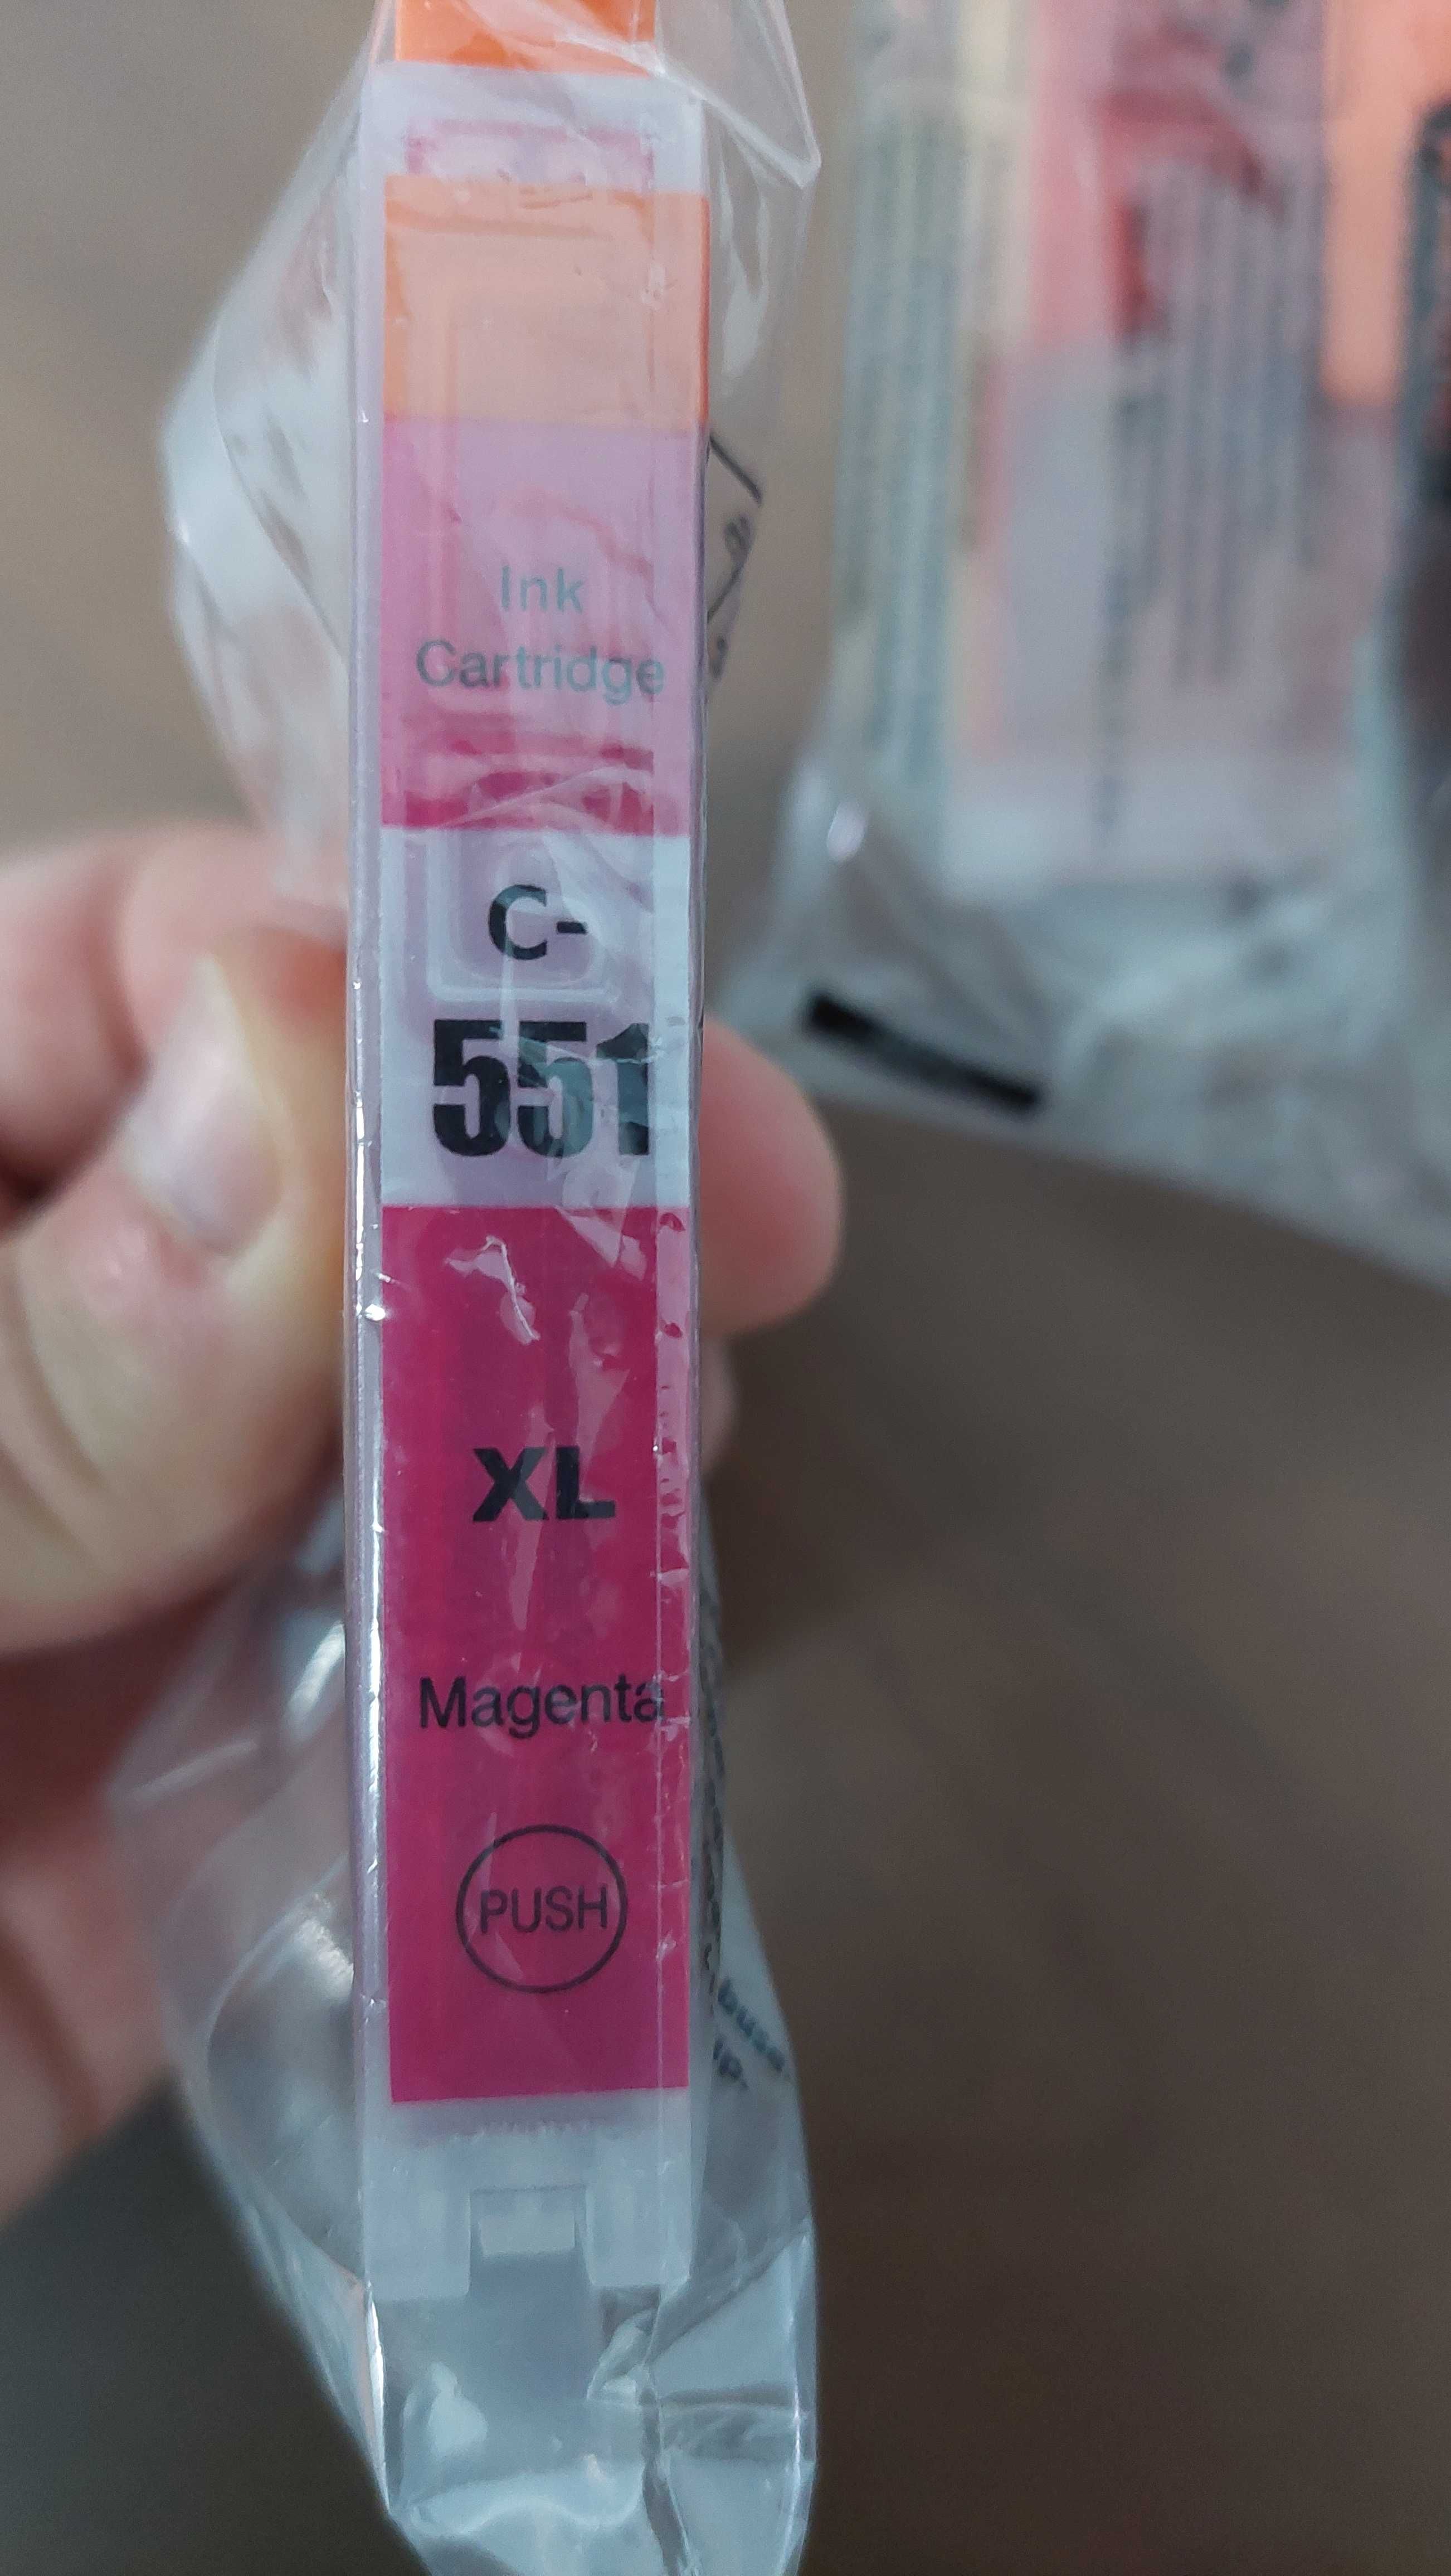 Ink
Cartridge
C-
551
XL
Magenta
PUSH